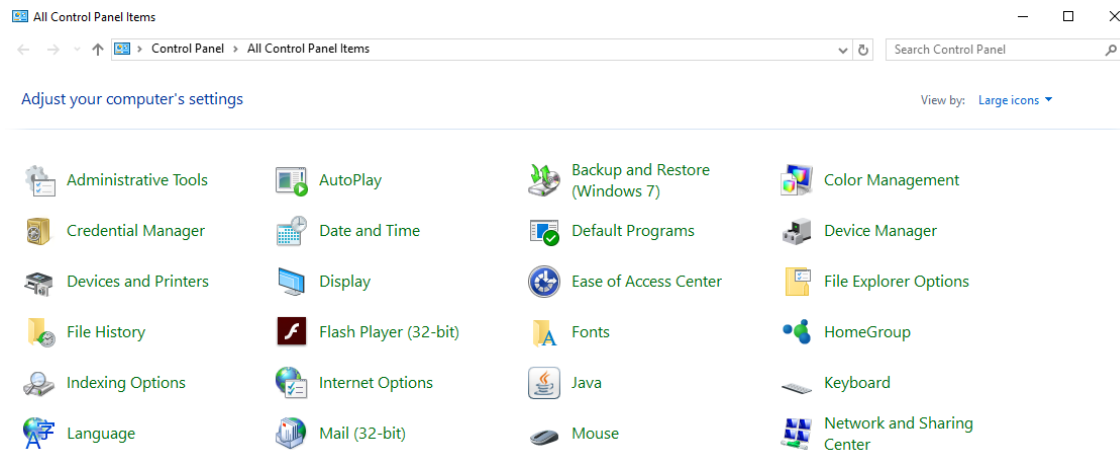 All Control Panel Items
Control Panel > All Control Panel Items
Search Control Panel
Adjust your computer's settings
View by: Large icons
Administrative Tools
AutoPlay
Backup and Restore
(Windows 7)
Color Management
Credential Manager
Date and Time
Default Programs
Device Manager
Devices and Printers
Display
Ease of Access Center
File Explorer Options
File History
Flash Player (32-bit)
Fonts
HomeGroup
Indexing Options
Internet Options
Java
Keyboard
Language
Mail (32-bit)
Mouse
Network and Sharing
Center